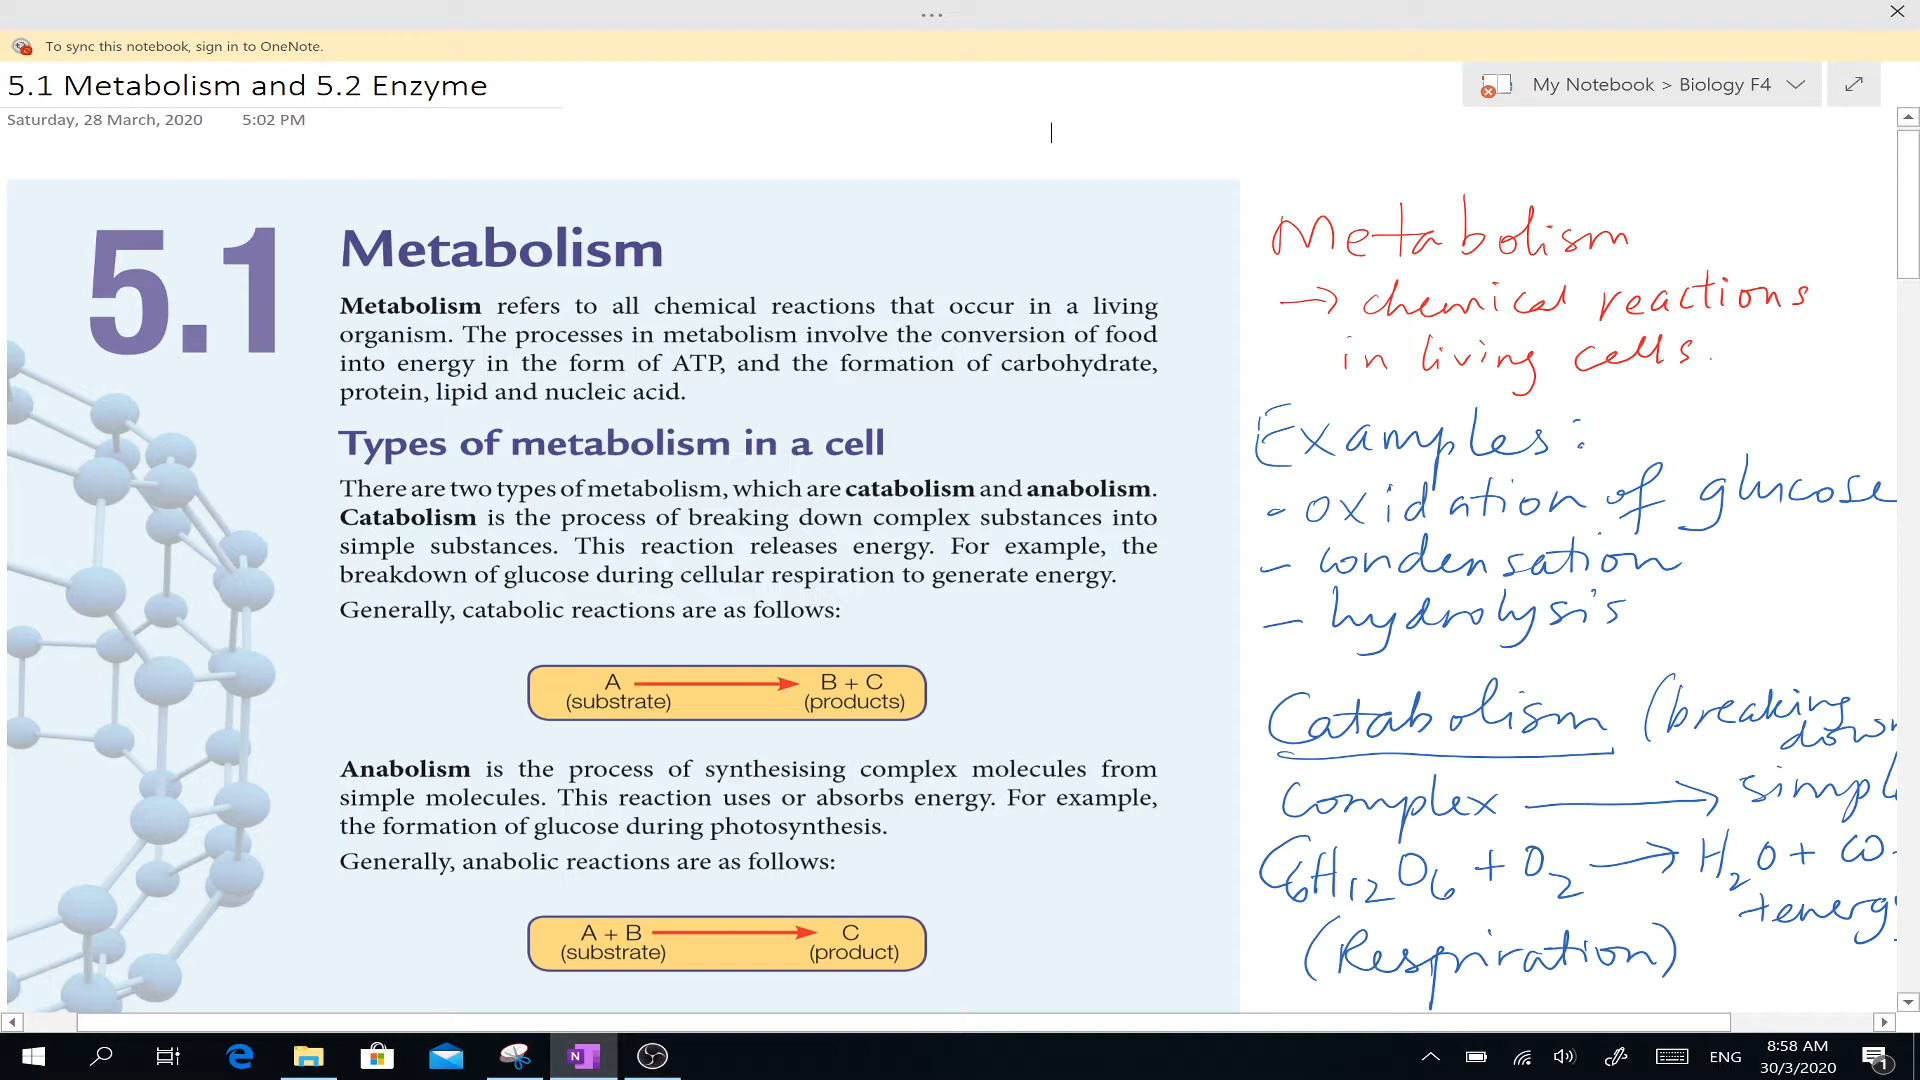 To sync this notebook, sign in to OneNote.
5.1 Metabolism and 5.2 Enzyme
My Notebook > Biology F4
Saturday, 28 March, 2020 5:02 PM
5.1
Metabolism
Metabolism refers to all chemical reactions that occur in a living
organism. The processes in metabolism involve the conversion of food
into energy in the form of ATP, and the formation of carbohydrate,
protein, lipid and nucleic acid.
Types of metabolism in a cell
There are two types of metabolism, which are catabolism and anabolism.
Catabolism is the process of breaking down complex substances into
simple substances. This reaction releases energy. For example, the
breakdown of glucose during cellular respiration to generate energy.
Generally, catabolic reactions are as follows:
A B + C
(substrate) (products)
Anabolism is the process of synthesising complex molecules from
simple molecules. This reaction uses or absorbs energy. For example,
the formation of glucose during photosynthesis.
Generally, anabolic reactions are as follows:
A + B C
(substrate) (product)
Metabolism
→ chemical reactions
in living cells.
Examples:
- oxidation of glucose
- condensation
- hydrolysis
Catabolism (breaking
down
complex → simpl
C6H12O6 + O2 → H2O + CO
+energy
(Respiration)
ENG
8:58 AM
30/3/2020
1